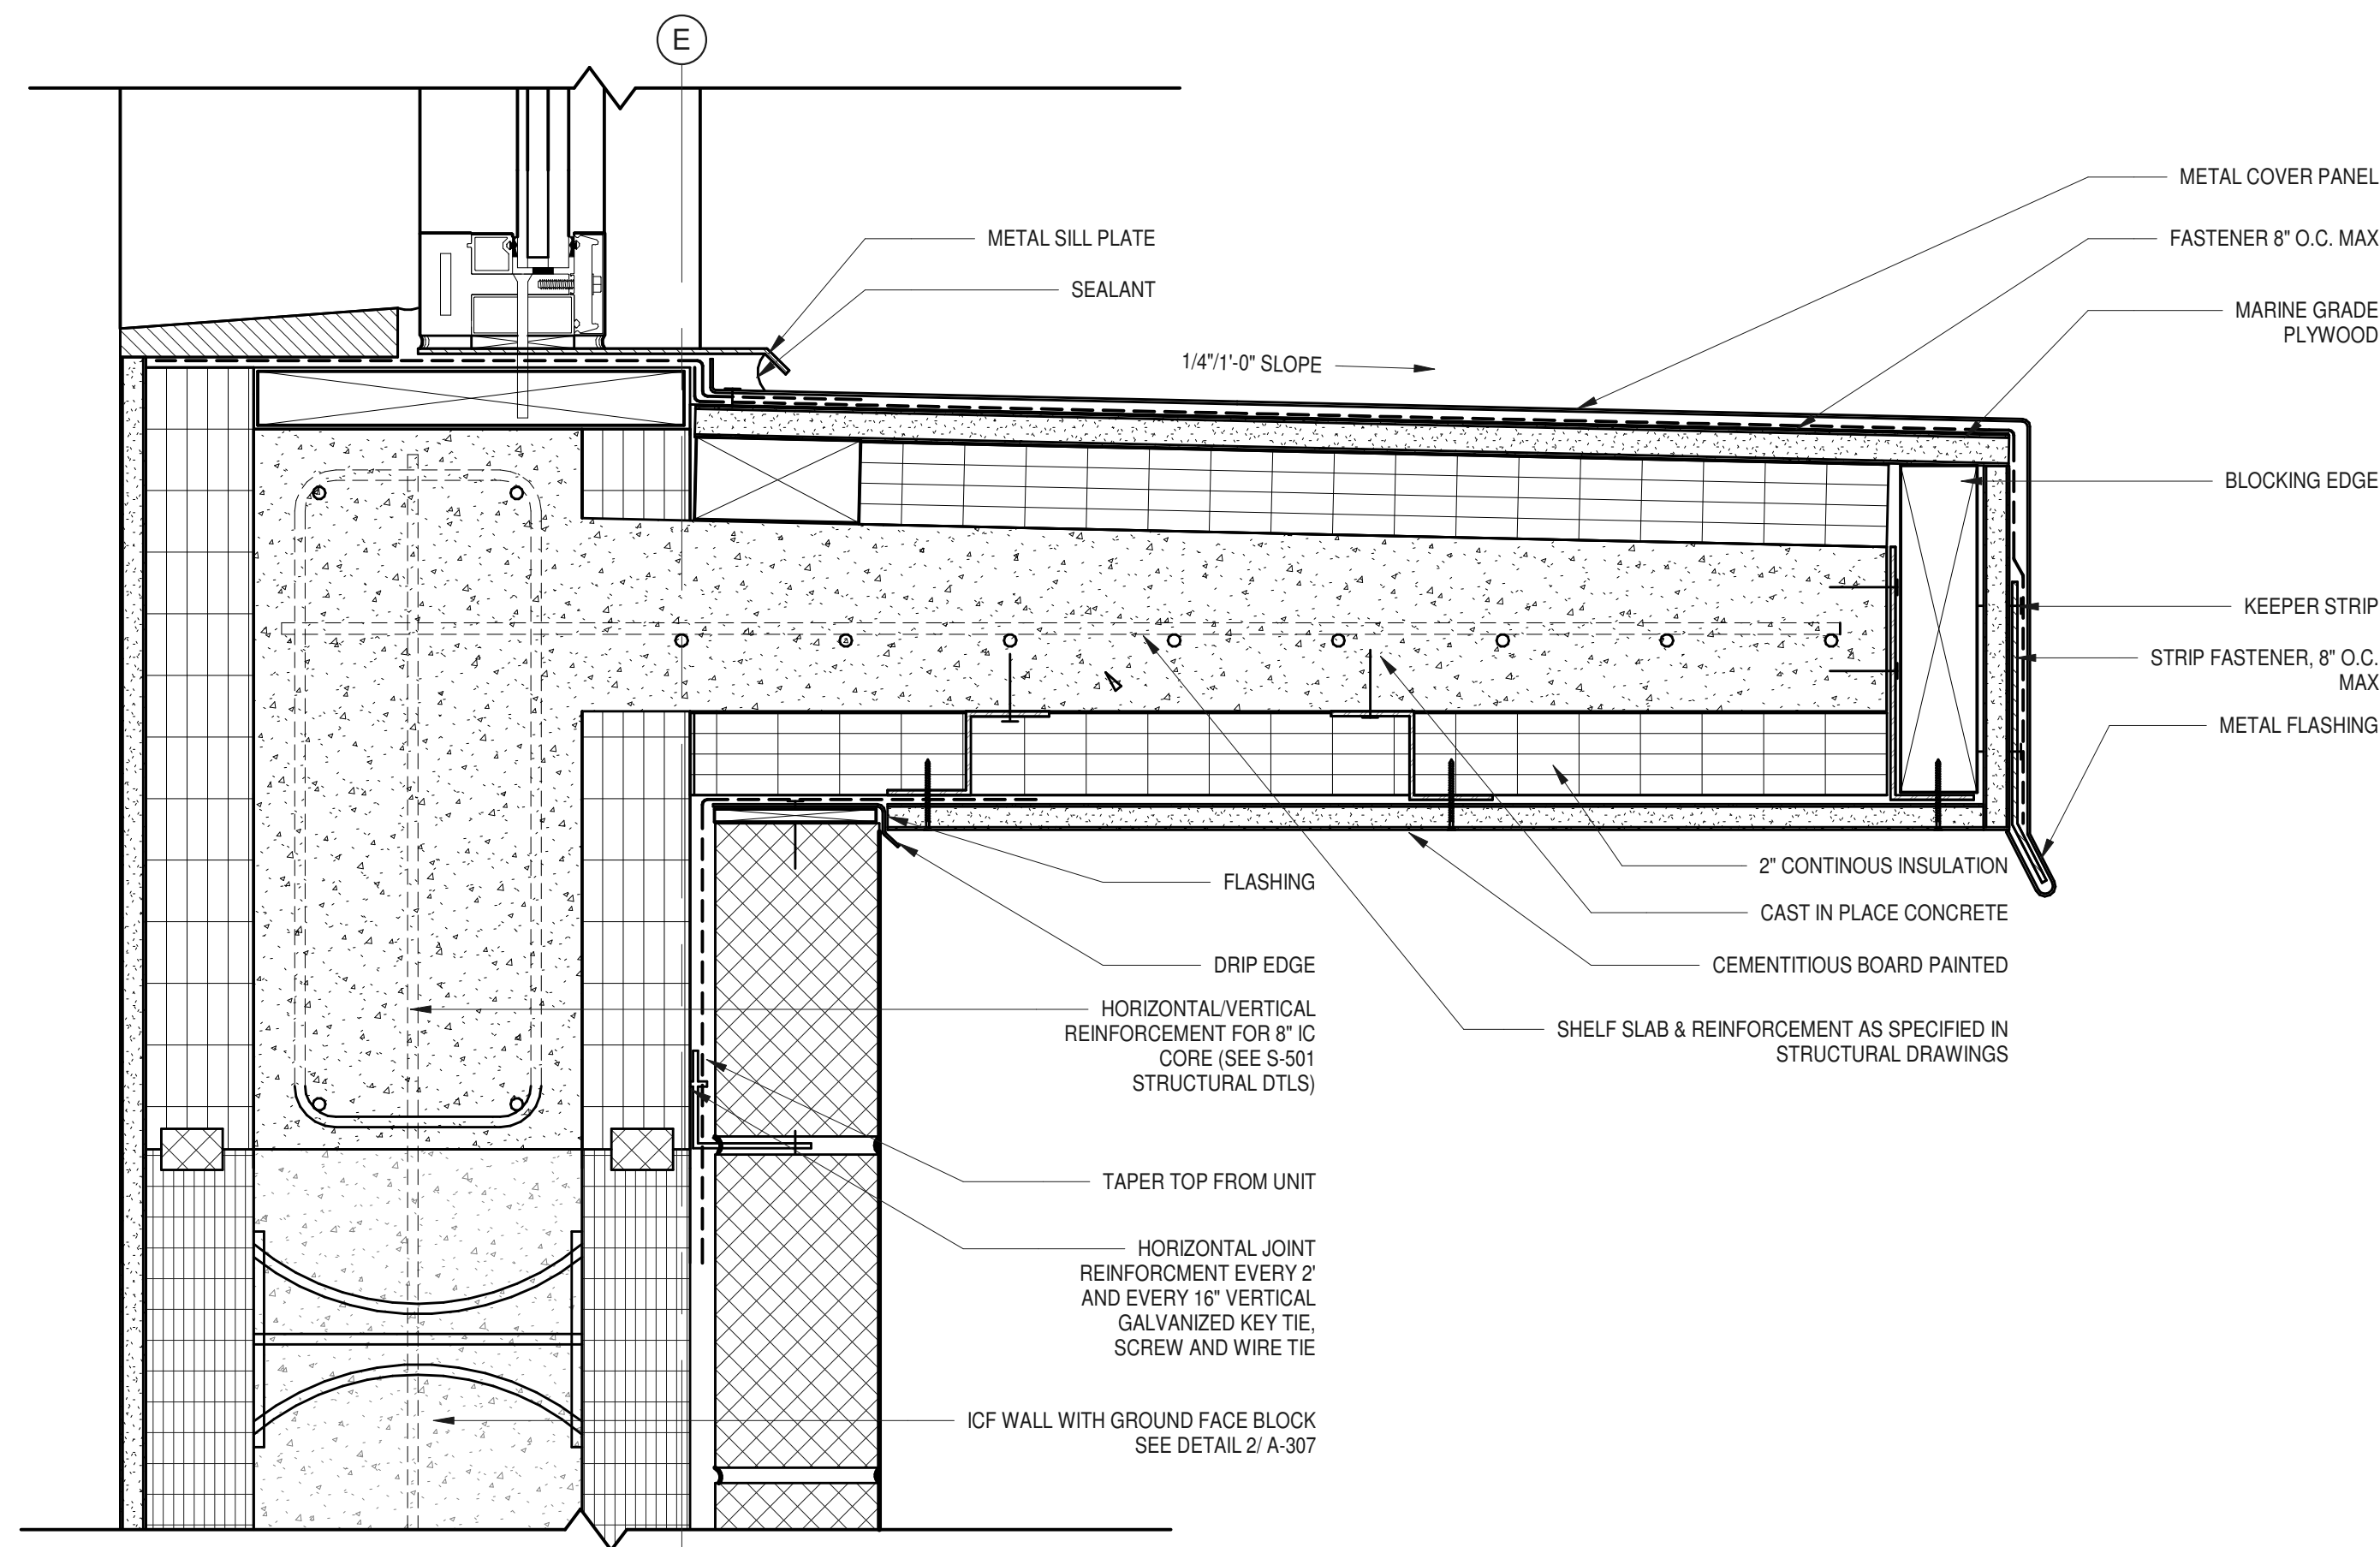 E
METAL COVER PANEL
METAL SILL PLATE
FASTENER 8" O.C. MAX
SEALANT
MARINE GRADE
PLYWOOD
1/4"/1'-0" SLOPE
BLOCKING EDGE
KEEPER STRIP
STRIP FASTENER, 8" O.C.
MAX
METAL FLASHING
2" CONTINOUS INSULATION
FLASHING
CAST IN PLACE CONCRETE
DRIP EDGE
CEMENTITIOUS BOARD PAINTED
HORIZONTAL/VERTICAL
REINFORCEMENT FOR 8" IC
CORE (SEE S-501
STRUCTURAL DTLS)
SHELF SLAB & REINFORCEMENT AS SPECIFIED IN
STRUCTURAL DRAWINGS
TAPER TOP FROM UNIT
HORIZONTAL JOINT
REINFORCMENT EVERY 2'
AND EVERY 16" VERTICAL
GALVANIZED KEY TIE,
SCREW AND WIRE TIE
ICF WALL WITH GROUND FACE BLOCK
SEE DETAIL 2/ A-307